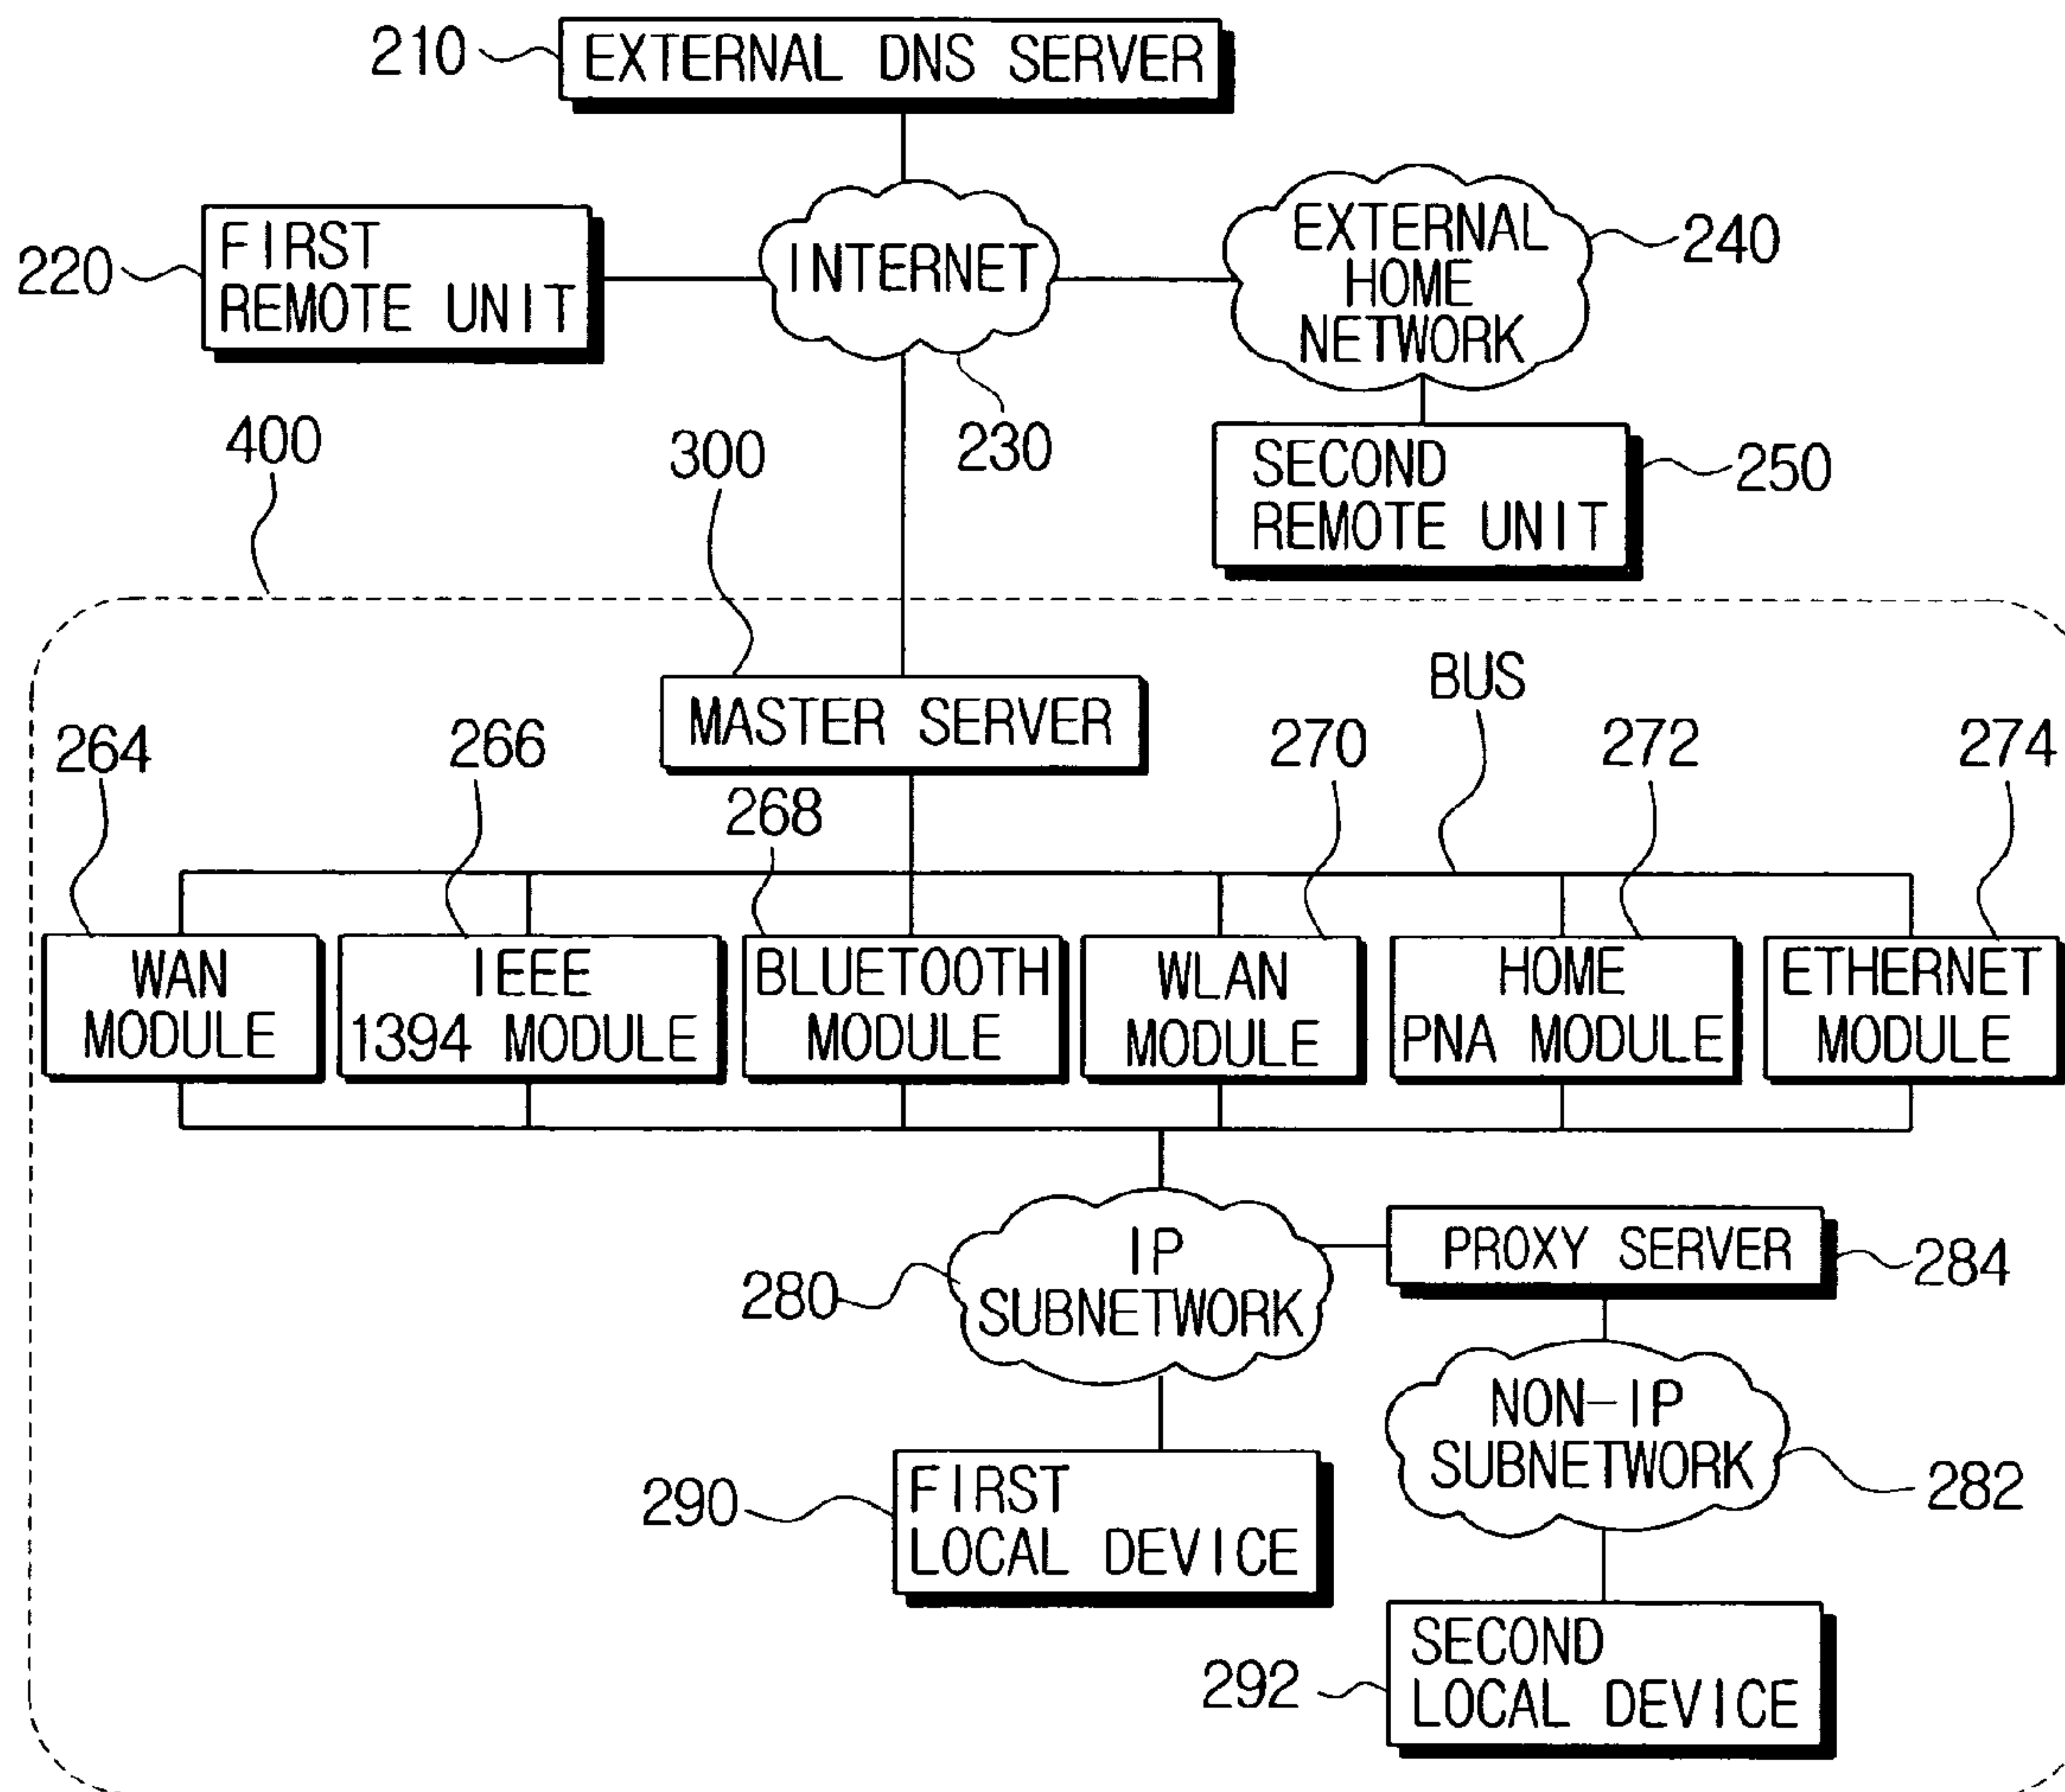 210
EXTERNAL DNS SERVER
220
FIRST
REMOTE UNIT
INTERNET
230
EXTERNAL
HOME
NETWORK
240
SECOND
REMOTE UNIT
250
400
300
MASTER SERVER
BUS
264
266
268
270
272
274
WAN
MODULE
IEEE
1394 MODULE
BLUETOOTH
MODULE
WLAN
MODULE
HOME
PNA MODULE
ETHERNET
MODULE
280
IP
SUBNETWORK
PROXY SERVER
284
NON-IP
SUBNETWORK
282
290
FIRST
LOCAL DEVICE
292
SECOND
LOCAL DEVICE